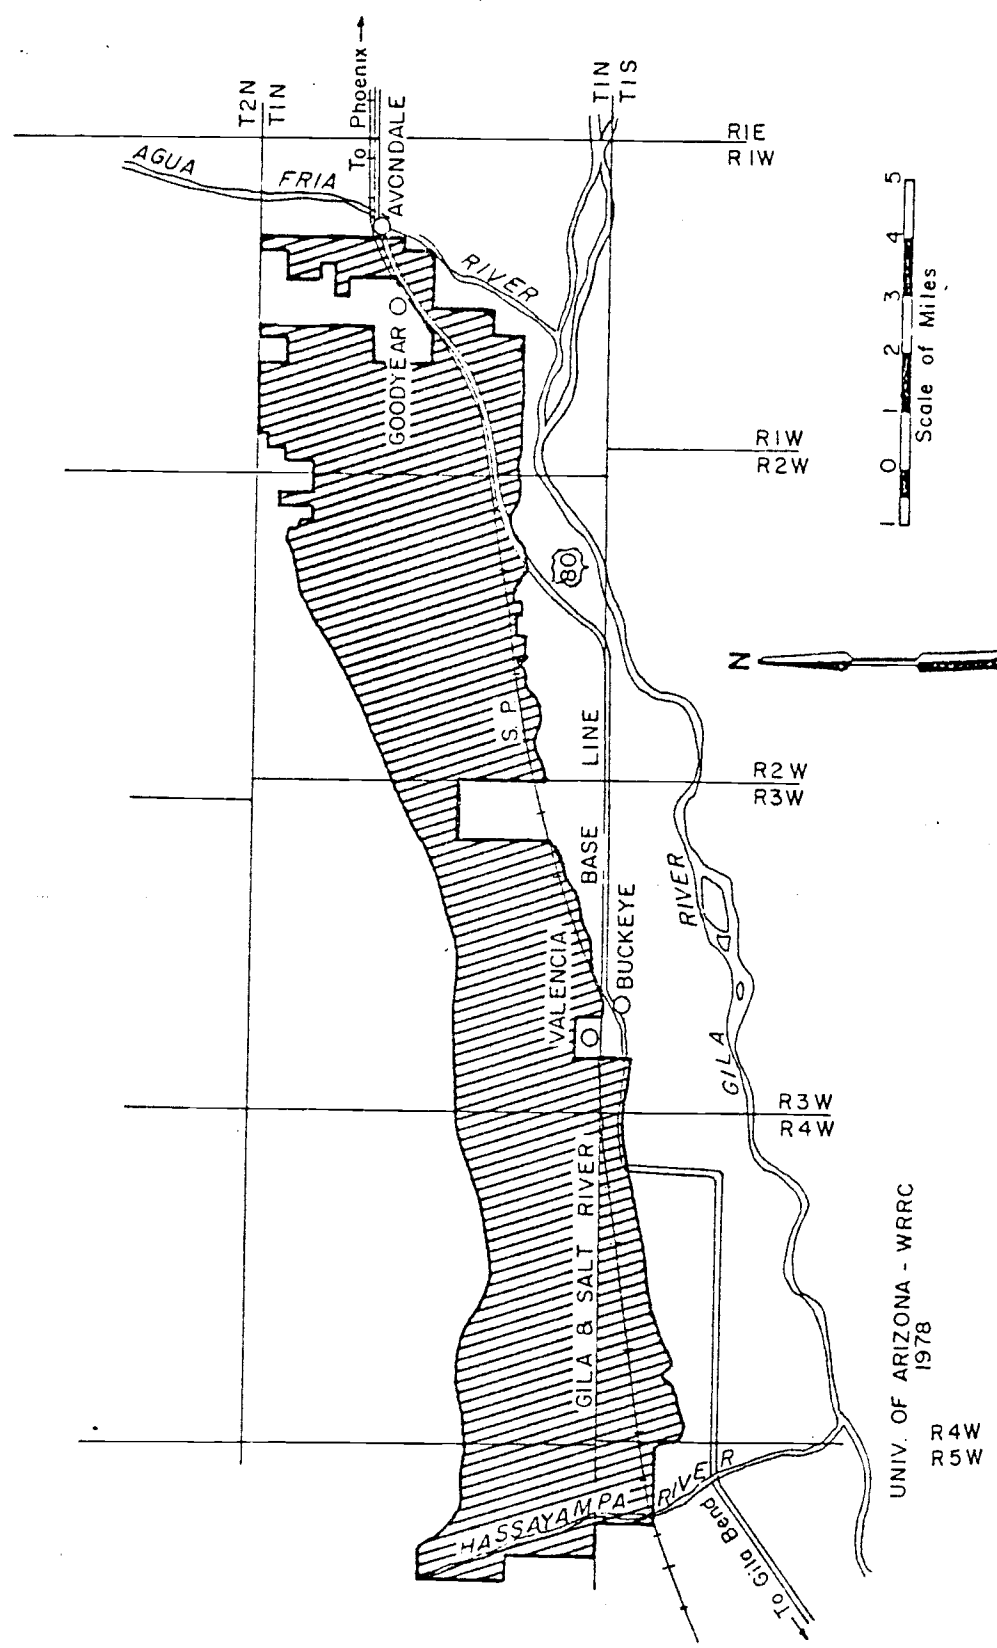 T2N
T1N
To Phoenix
AVONDALE
AGUA FRIA RIVER
T1N
T1S
R1E
R1W
GOODYEAR
R1W
R2W
80
1 0 1 2 3 4 5
Scale of Miles
N
S. P.
R2W
R3W
GILA & SALT RIVER BASE LINE
VALENCIA
BUCKEYE
GILA RIVER
R3W
R4W
R4W
R5W
HASSAYAMPA RIVER
To Gila Bend
UNIV. OF ARIZONA - WRRC
1978